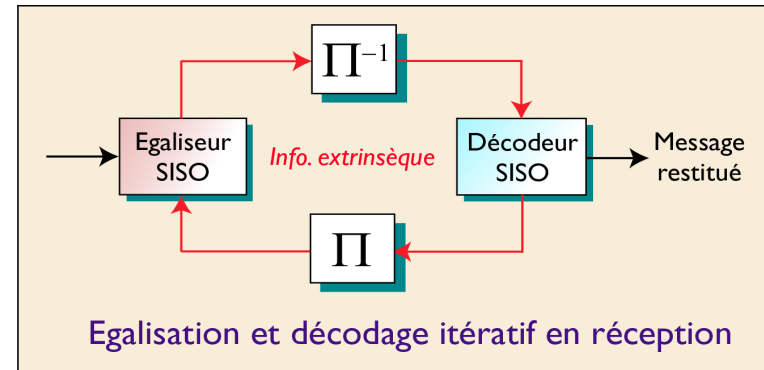 Π⁻¹
Egaliseur
SISO
Info. extrinsèque
Décodeur
SISO
Message
restitué
Π
Egalisation et décodage itératif en réception